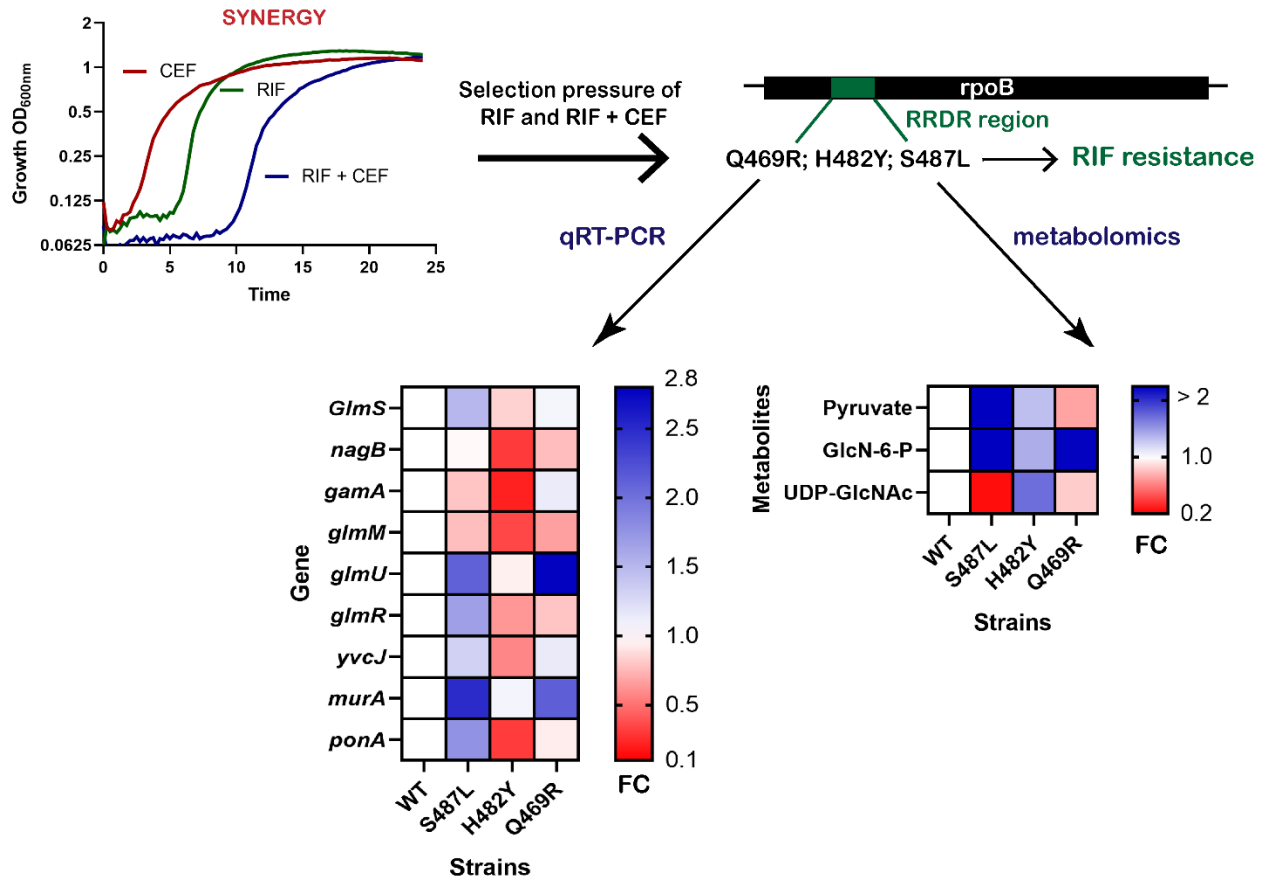 SYNERGY
2
1
0.5
0.25
0.125
0.0625
Growth OD600nm
CEF
RIF
RIF + CEF
0 5 10 15 20 25
Time
Selection pressure of
RIF and RIF + CEF
rpoB
RRDR region
Q469R; H482Y; S487L
RIF resistance
qRT-PCR
metabolomics
Gene
GlmS
nagB
gamA
glmM
glmU
glmR
yvcJ
murA
ponA
WT S487L H482Y Q469R
Strains
2.8
2.5
2.0
1.5
1.0
0.5
0.1
FC
Metabolites
Pyruvate
GlcN-6-P
UDP-GlcNAc
WT S487L H482Y Q469R
Strains
> 2
1.0
0.2
FC